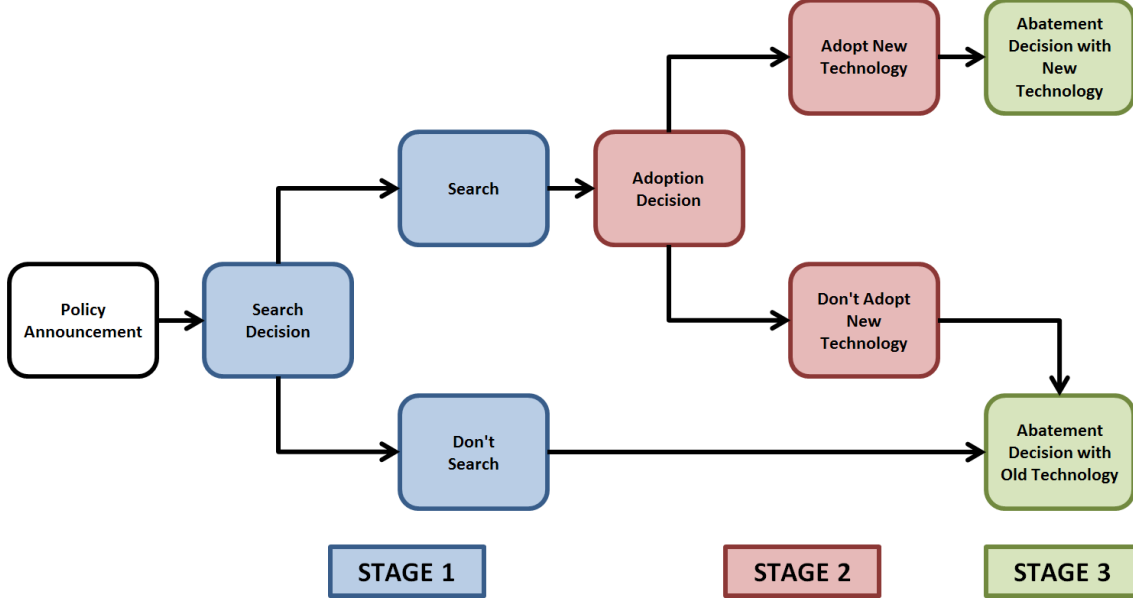 Adopt New
Technology
Abatement
Decision with
New
Technology
Search
Adoption
Decision
Policy
Announcement
Search
Decision
Don't Adopt
New
Technology
Don't
Search
Abatement
Decision with
Old Technology
STAGE 1
STAGE 2
STAGE 3